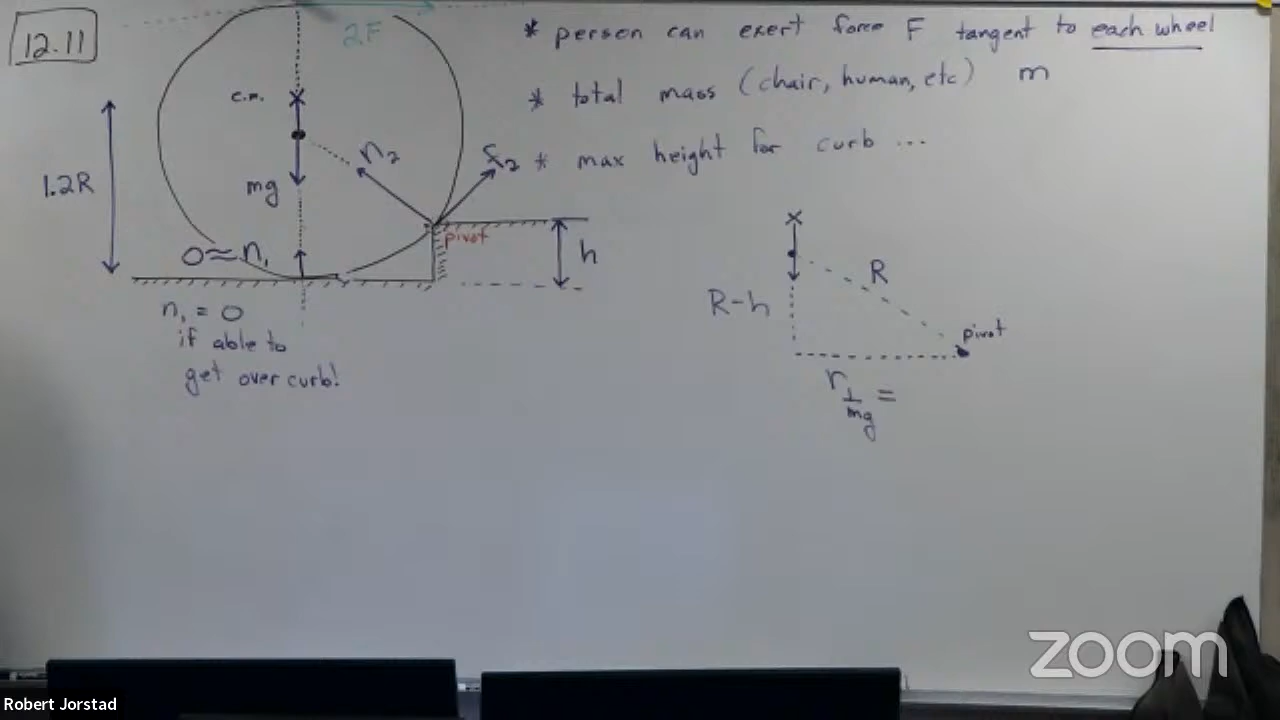 12.11
2F
* person can exert force F tangent to each wheel
* total mass (chair, human, etc) m
* max height for curb ...
c.m.
1.2R
mg
n₂
f₂
pivot
h
0≈n₁
n₁ = 0
if able to
get over curb!
R
R-h
pivot
r⊥mg =
zoom
Robert Jorstad